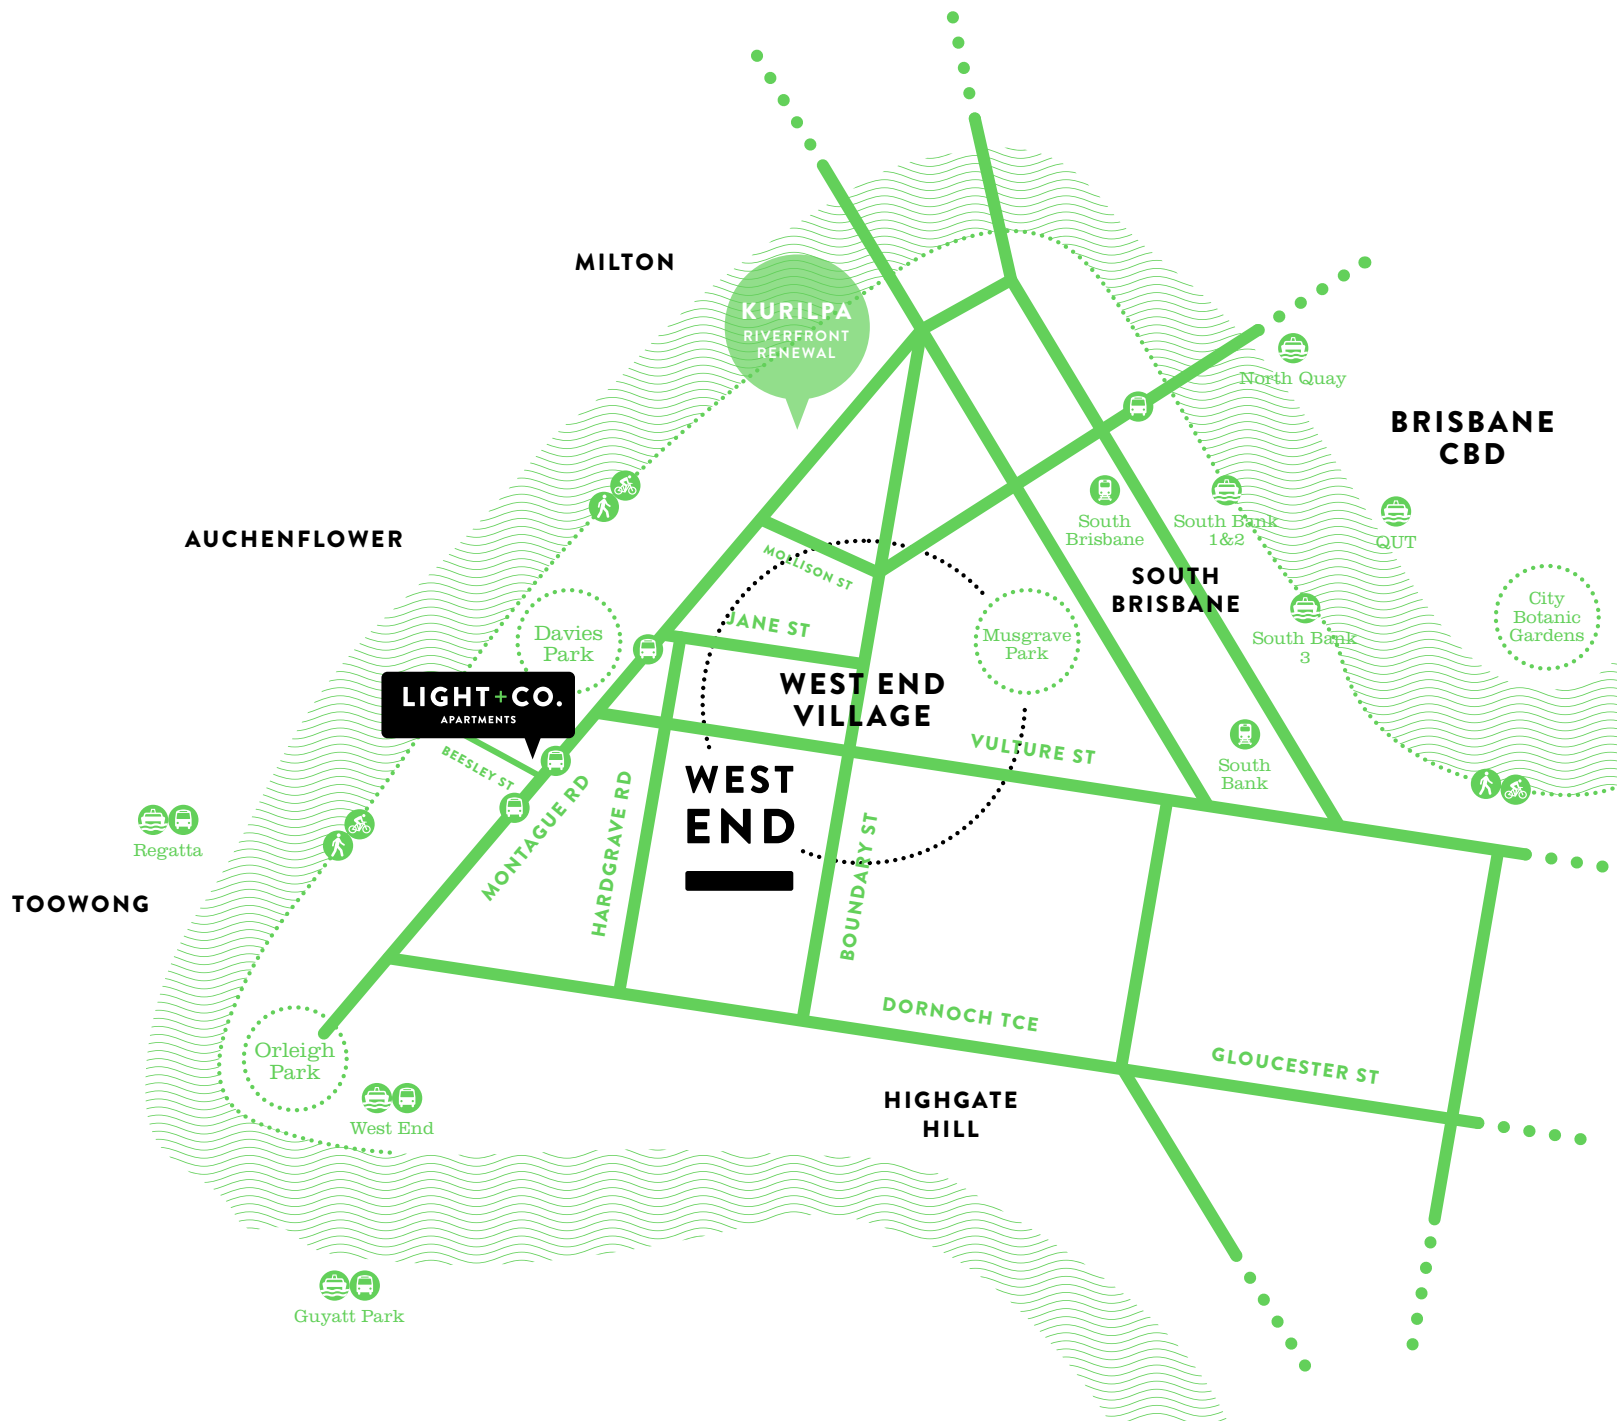 MILTON
KURILPA
RIVERFRONT
RENEWAL
North Quay
BRISBANE
CBD
AUCHENFLOWER
South
Brisbane
South Bank
1&2
QUT
MOLLISON ST
SOUTH
BRISBANE
City
Botanic
Gardens
Davies
Park
JANE ST
Musgrave
Park
South Bank
3
LIGHT+CO.
APARTMENTS
WEST END
VILLAGE
BEESLEY ST
VULTURE ST
WEST
END
South
Bank
MONTAGUE RD
HARDGRAVE RD
BOUNDARY ST
Regatta
TOOWONG
DORNOCH TCE
Orleigh
Park
GLOUCESTER ST
West End
HIGHGATE
HILL
Guyatt Park